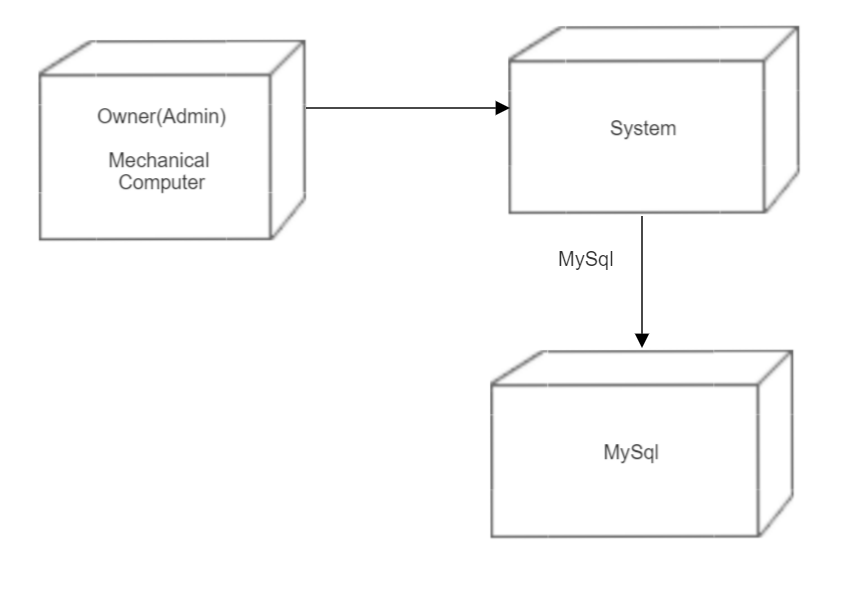 Owner(Admin)
Mechanical
Computer
System
MySql
MySql